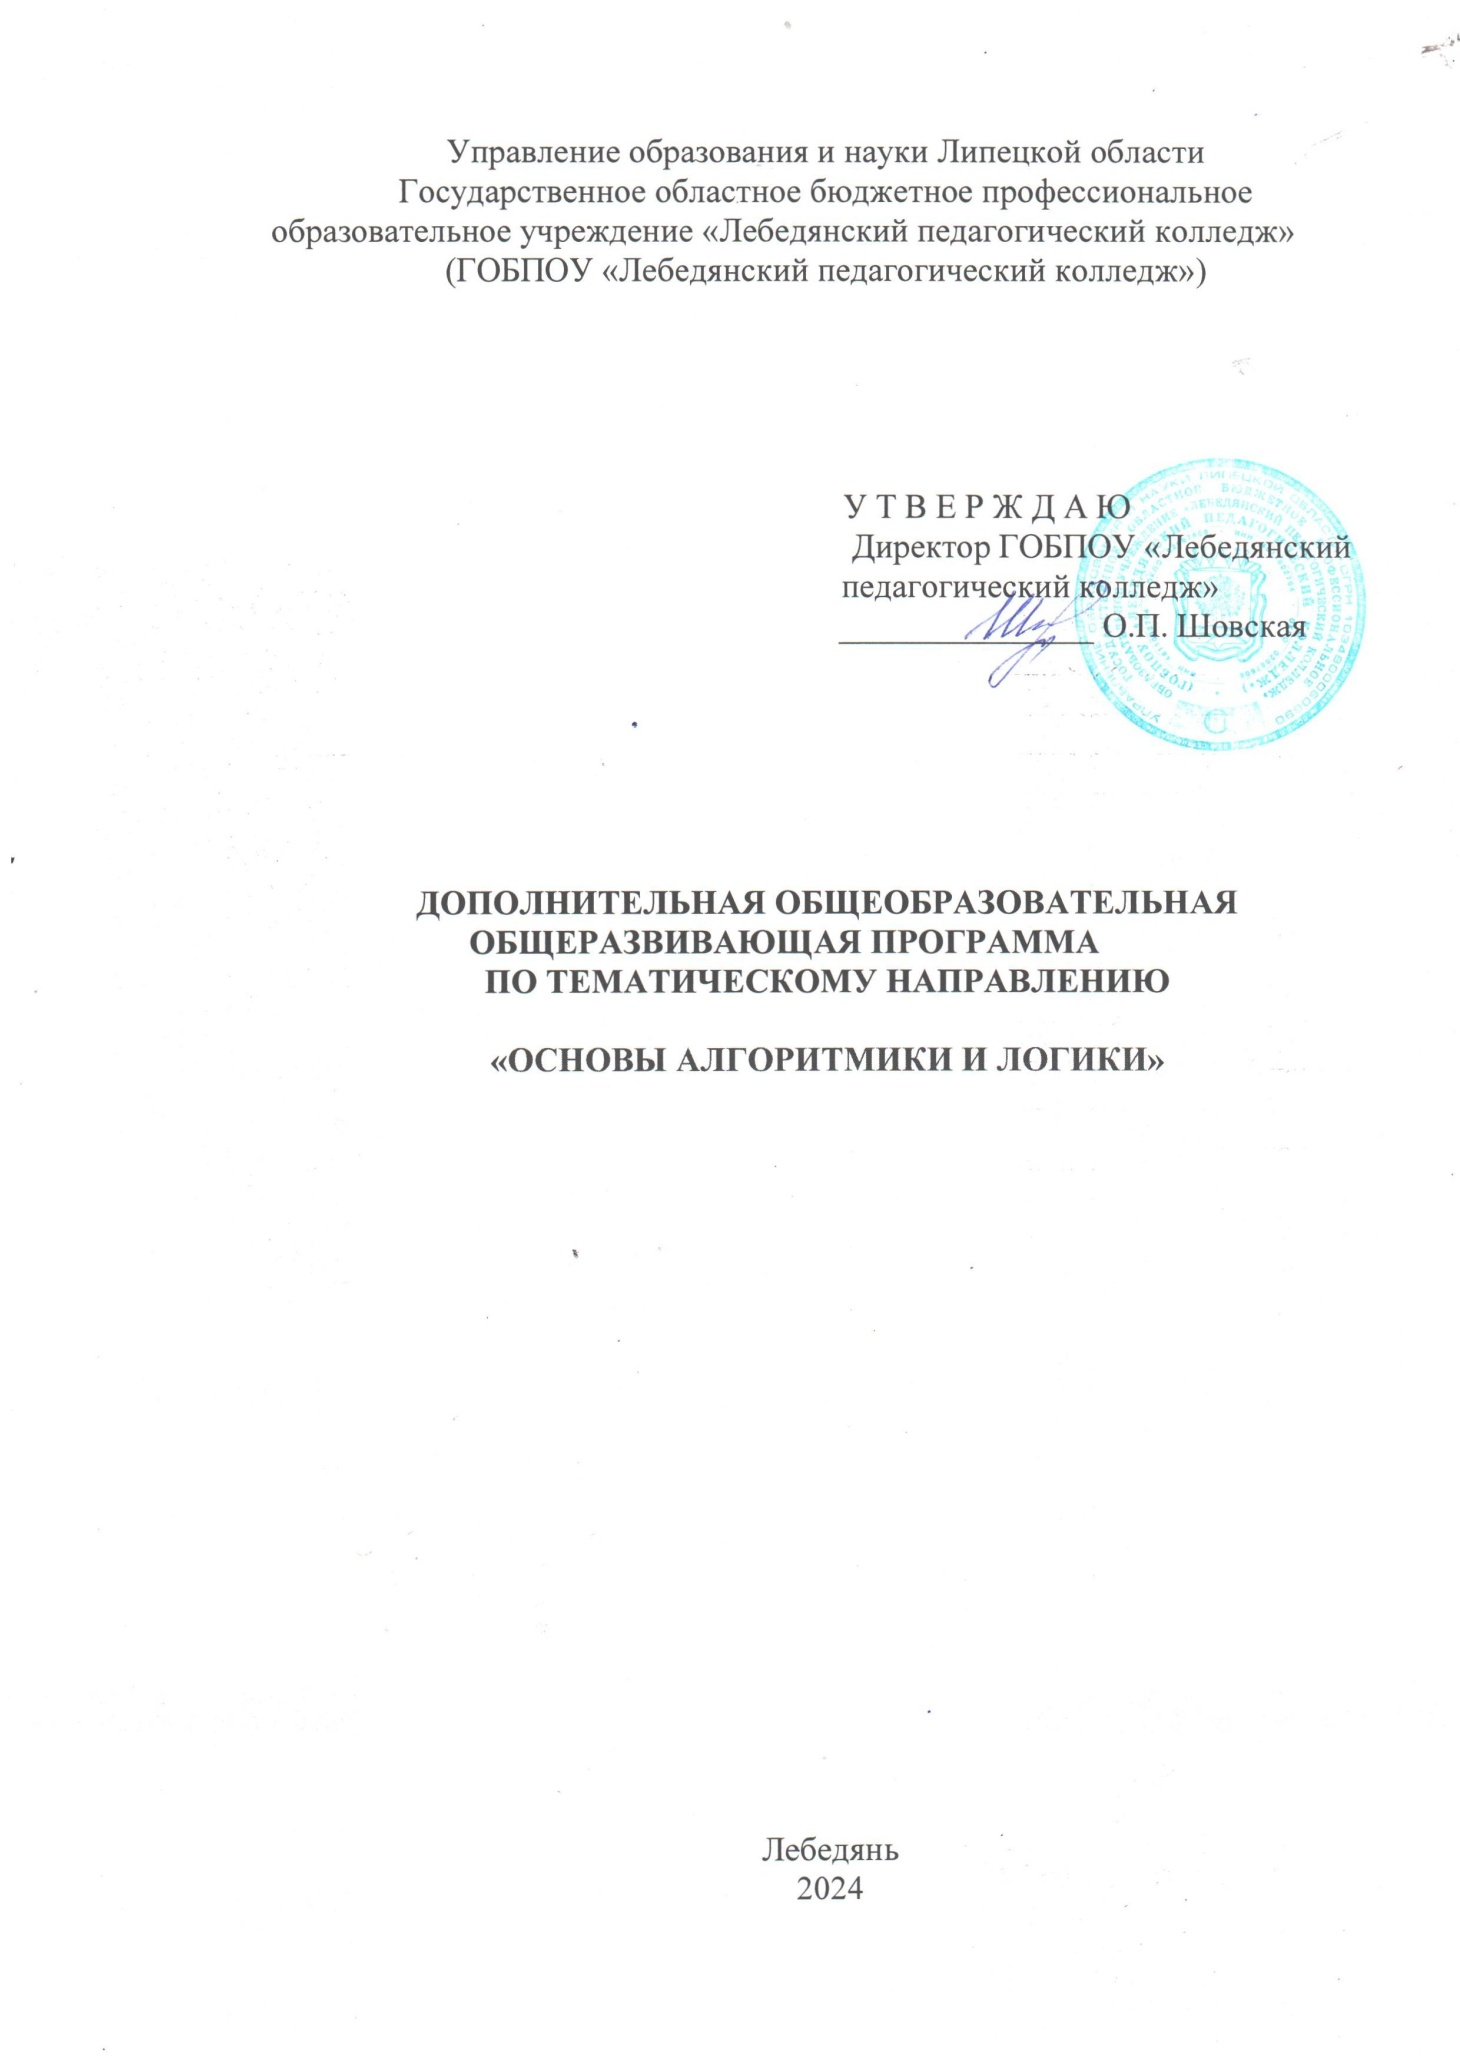 Управление образования и науки Липецкой области
Государственное областное бюджетное профессиональное
образовательное учреждение «Лебедянский педагогический колледж»
(ГОБПОУ «Лебедянский педагогический колледж»)
У Т В Е Р Ж Д А Ю
Директор ГОБПОУ «Лебедянский
педагогический колледж»
О.П. Шовская
ДОПОЛНИТЕЛЬНАЯ ОБЩЕОБРАЗОВАТЕЛЬНАЯ
ОБЩЕРАЗВИВАЮЩАЯ ПРОГРАММА
ПО ТЕМАТИЧЕСКОМУ НАПРАВЛЕНИЮ
«ОСНОВЫ АЛГОРИТМИКИ И ЛОГИКИ»
Лебедянь
2024